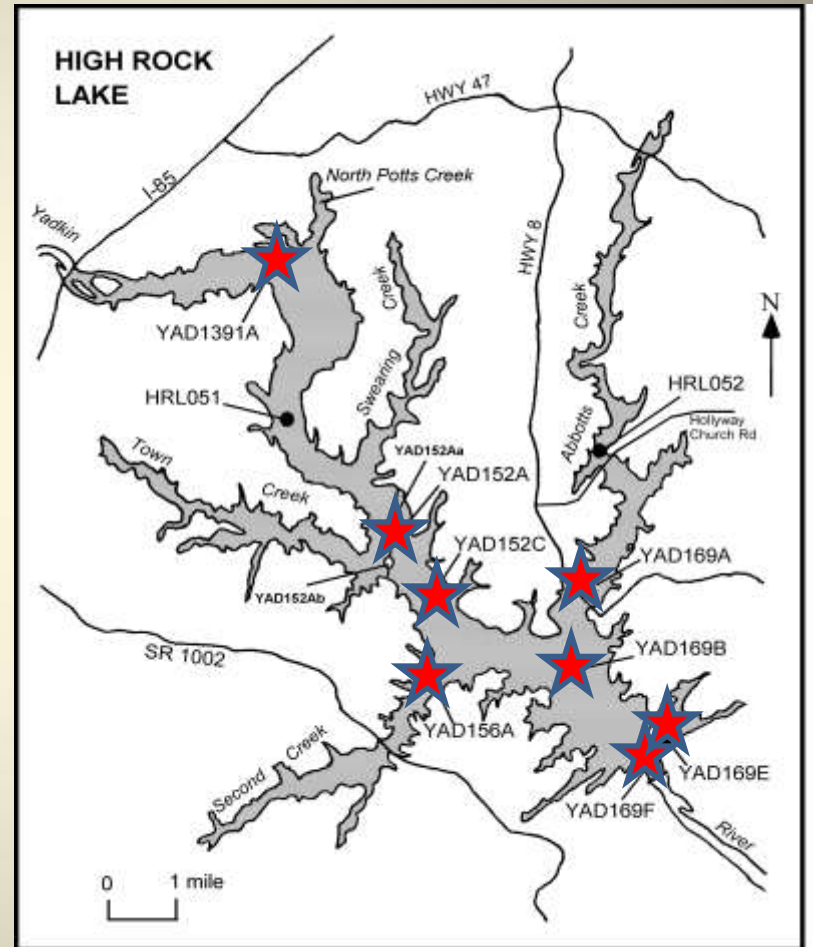 HIGH ROCK
LAKE
HWY 47
I-85
North Potts Creek
Yadkin
HWY 8
Creek
Creek
N
YAD1391A
Swearing
HRL051
HRL052
Abbotts
Hollyway
Church Rd
Town
Creek
YAD152Aa
YAD152A
YAD152C
YAD169A
YAD152Ab
SR 1002
YAD169B
YAD156A
Second Creek
YAD169E
YAD169F
River
0 1 mile